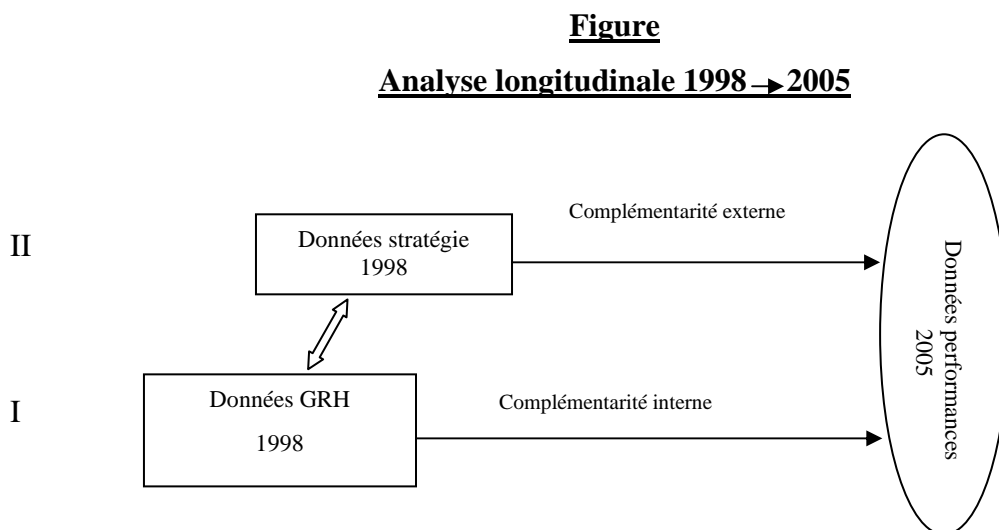 Figure
Analyse longitudinale 1998 → 2005
Complémentarité externe
II
Données stratégie
1998
Données performances
2005
I
Données GRH
1998
Complémentarité interne